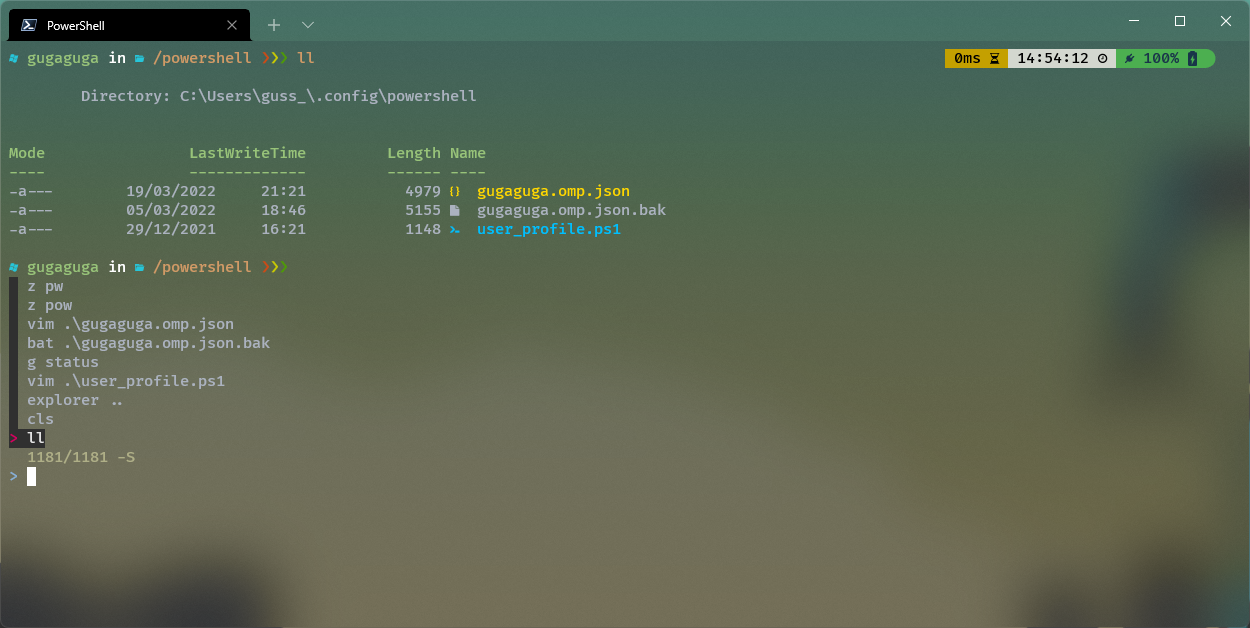 PowerShell
gugaguga in /powershell ❯❯❯ ll
0ms 14:54:12 100%
Directory: C:\Users\guss_\.config\powershell
Mode LastWriteTime Length Name
---- ------------- ------ ----
-a--- 19/03/2022 21:21 4979 {} gugaguga.omp.json
-a--- 05/03/2022 18:46 5155 gugaguga.omp.json.bak
-a--- 29/12/2021 16:21 1148 user_profile.ps1
gugaguga in /powershell ❯❯❯
z pw
z pow
vim .\gugaguga.omp.json
bat .\gugaguga.omp.json.bak
g status
vim .\user_profile.ps1
explorer ..
cls
> ll
1181/1181 -S
>